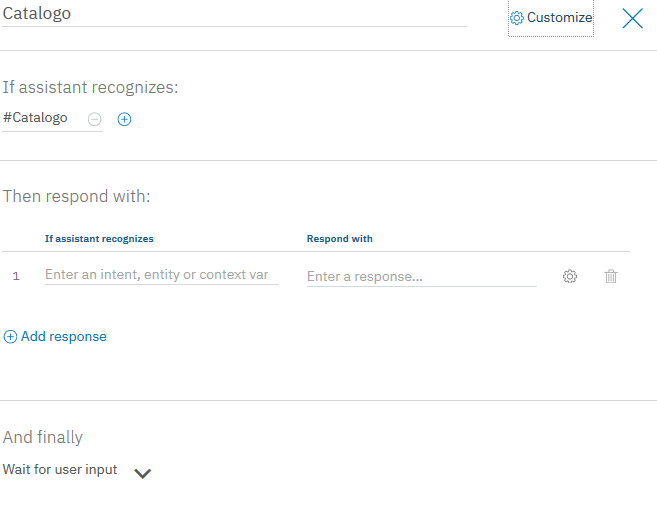 Catalogo
Customize
If assistant recognizes:
#Catalogo
Then respond with:
If assistant recognizes Respond with
1 Enter an intent, entity or context var Enter a response...
Add response
And finally
Wait for user input